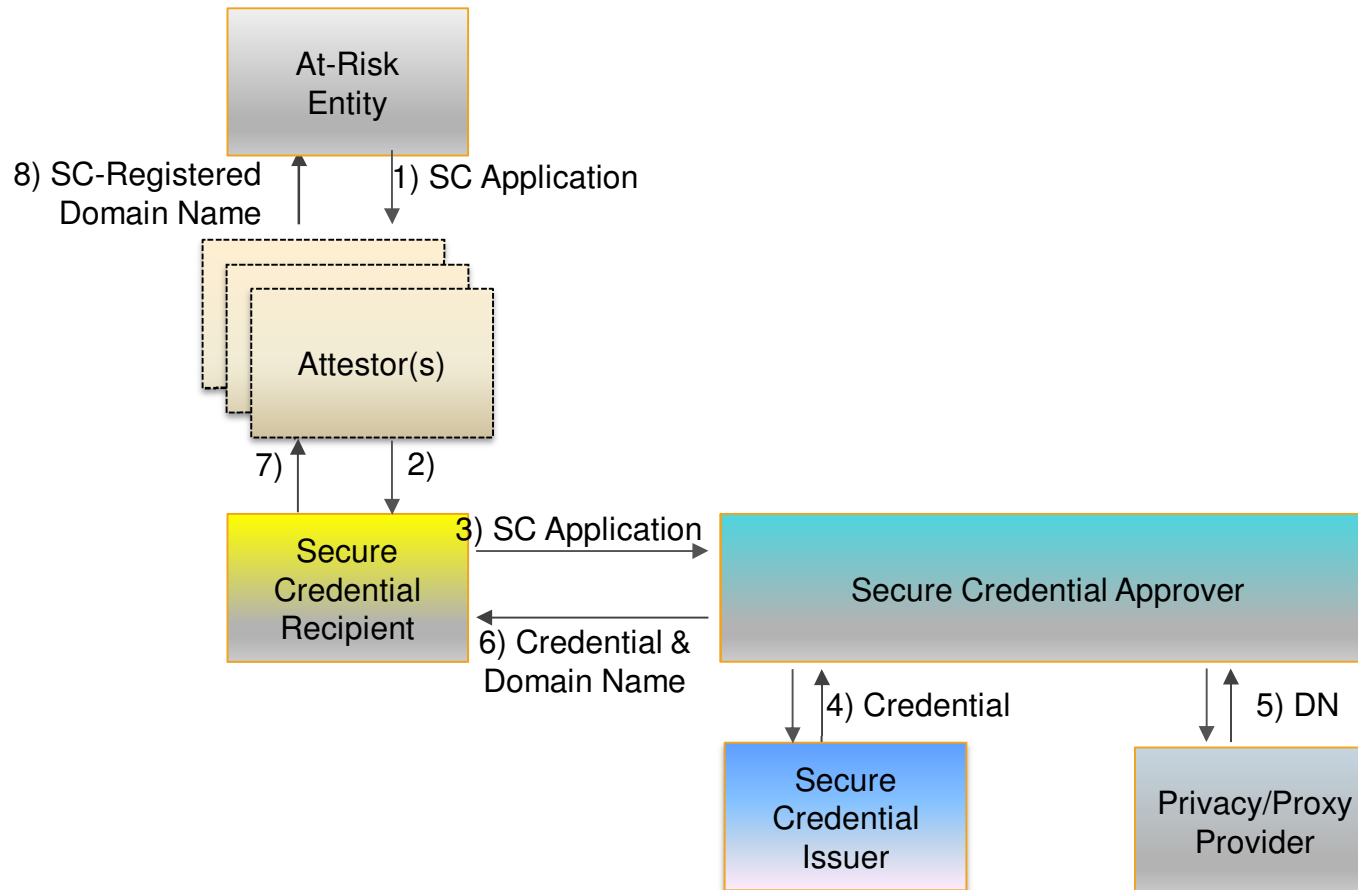 At-Risk
Entity
8) SC-Registered
Domain Name
1) SC Application
Attestor(s)
7)
2)
Secure
Credential
Recipient
3) SC Application
Secure Credential Approver
6) Credential &
Domain Name
4) Credential
5) DN
Secure
Credential
Issuer
Privacy/Proxy
Provider